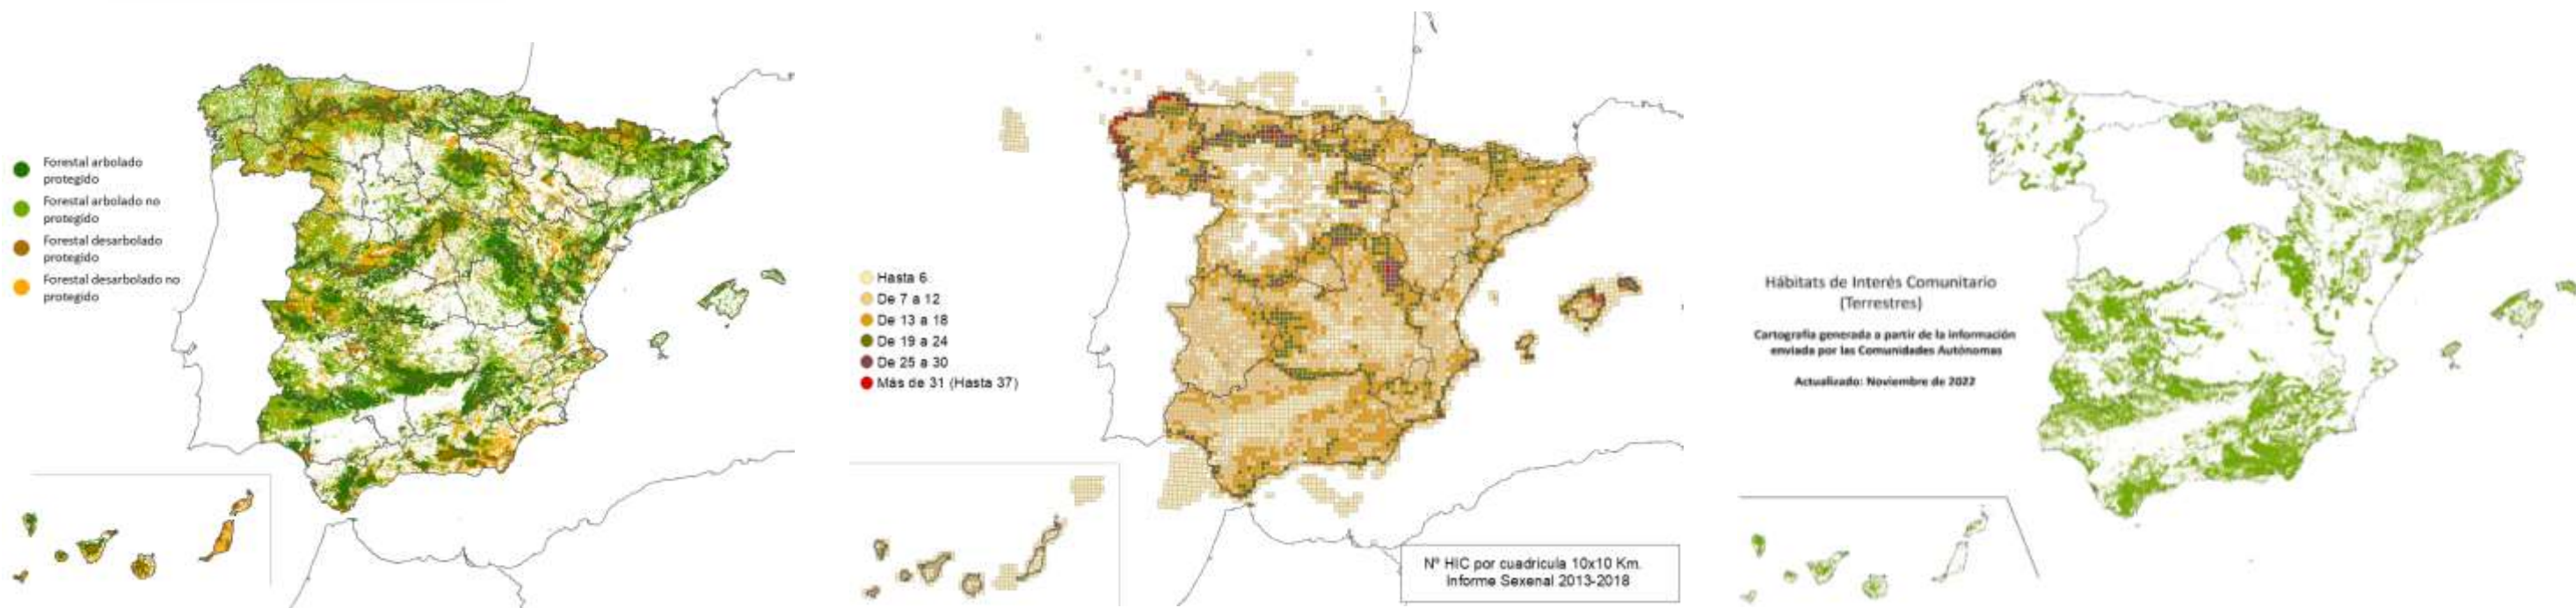 Forestal arbolado
protegido
Forestal arbolado no
protegido
Forestal desarbolado
protegido
Forestal desarbolado no
protegido
Hasta 6
De 7 a 12
De 13 a 18
De 19 a 24
De 25 a 30
Más de 31 (Hasta 37)
Nº HIC por cuadricula 10x10 Km.
Informe Sexenal 2013-2018
Hábitats de Interés Comunitario
(Terrestres)
Cartografía generada a partir de la información
enviada por las Comunidades Autónomas
Actualizado: Noviembre de 2022